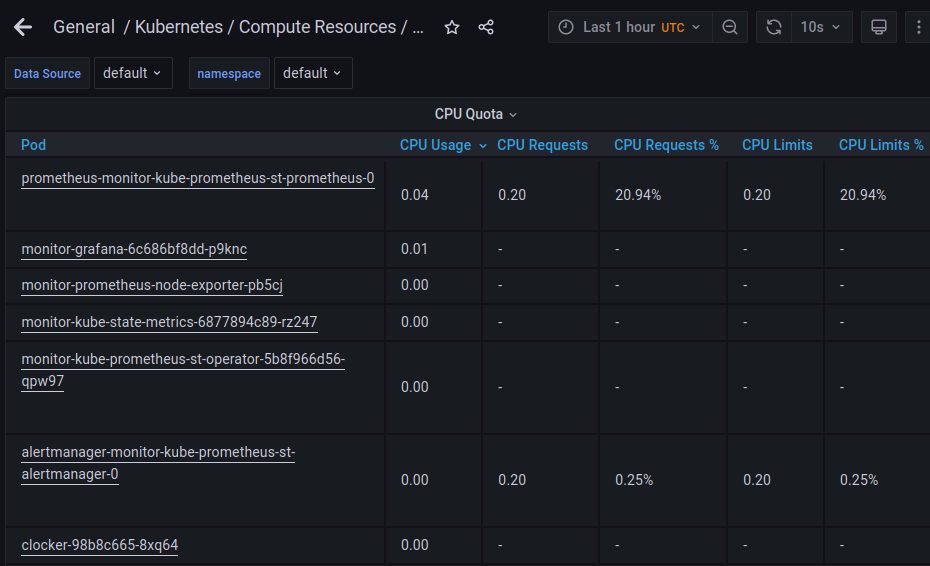 General / Kubernetes / Compute Resources / ...
Last 1 hour UTC
10s
Data Source default namespace default
CPU Quota
Pod CPU Usage CPU Requests CPU Requests % CPU Limits CPU Limits %
prometheus-monitor-kube-prometheus-st-prometheus-0 0.04 0.20 20.94% 0.20 20.94%
monitor-grafana-6c686bf8dd-p9knc 0.01 - - - -
monitor-prometheus-node-exporter-pb5cj 0.00 - - - -
monitor-kube-state-metrics-6877894c89-rz247 0.00 - - - -
monitor-kube-prometheus-st-operator-5b8f966d56-
qpw97 0.00 - - - -
alertmanager-monitor-kube-prometheus-st-
alertmanager-0 0.00 0.20 0.25% 0.20 0.25%
clocker-98b8c665-8xq64 0.00 - - - -